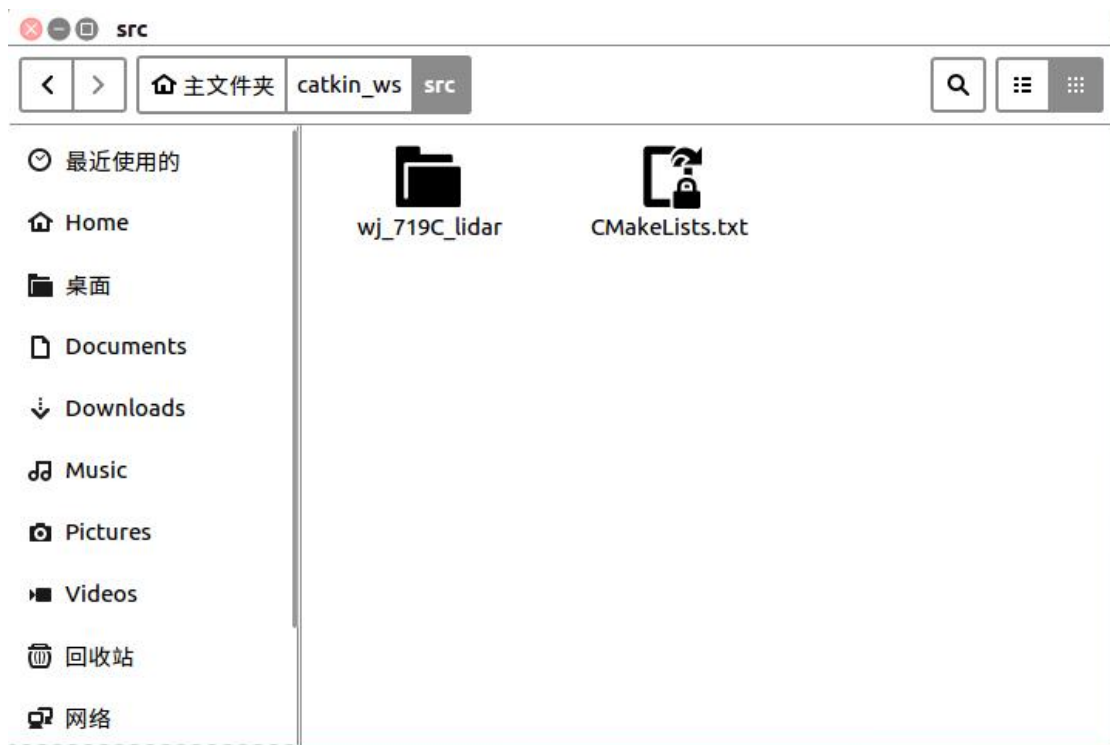 src
主文件夹 catkin_ws src
最近使用的
Home
桌面
Documents
Downloads
Music
Pictures
Videos
回收站
网络
wj_719C_lidar CMakeLists.txt